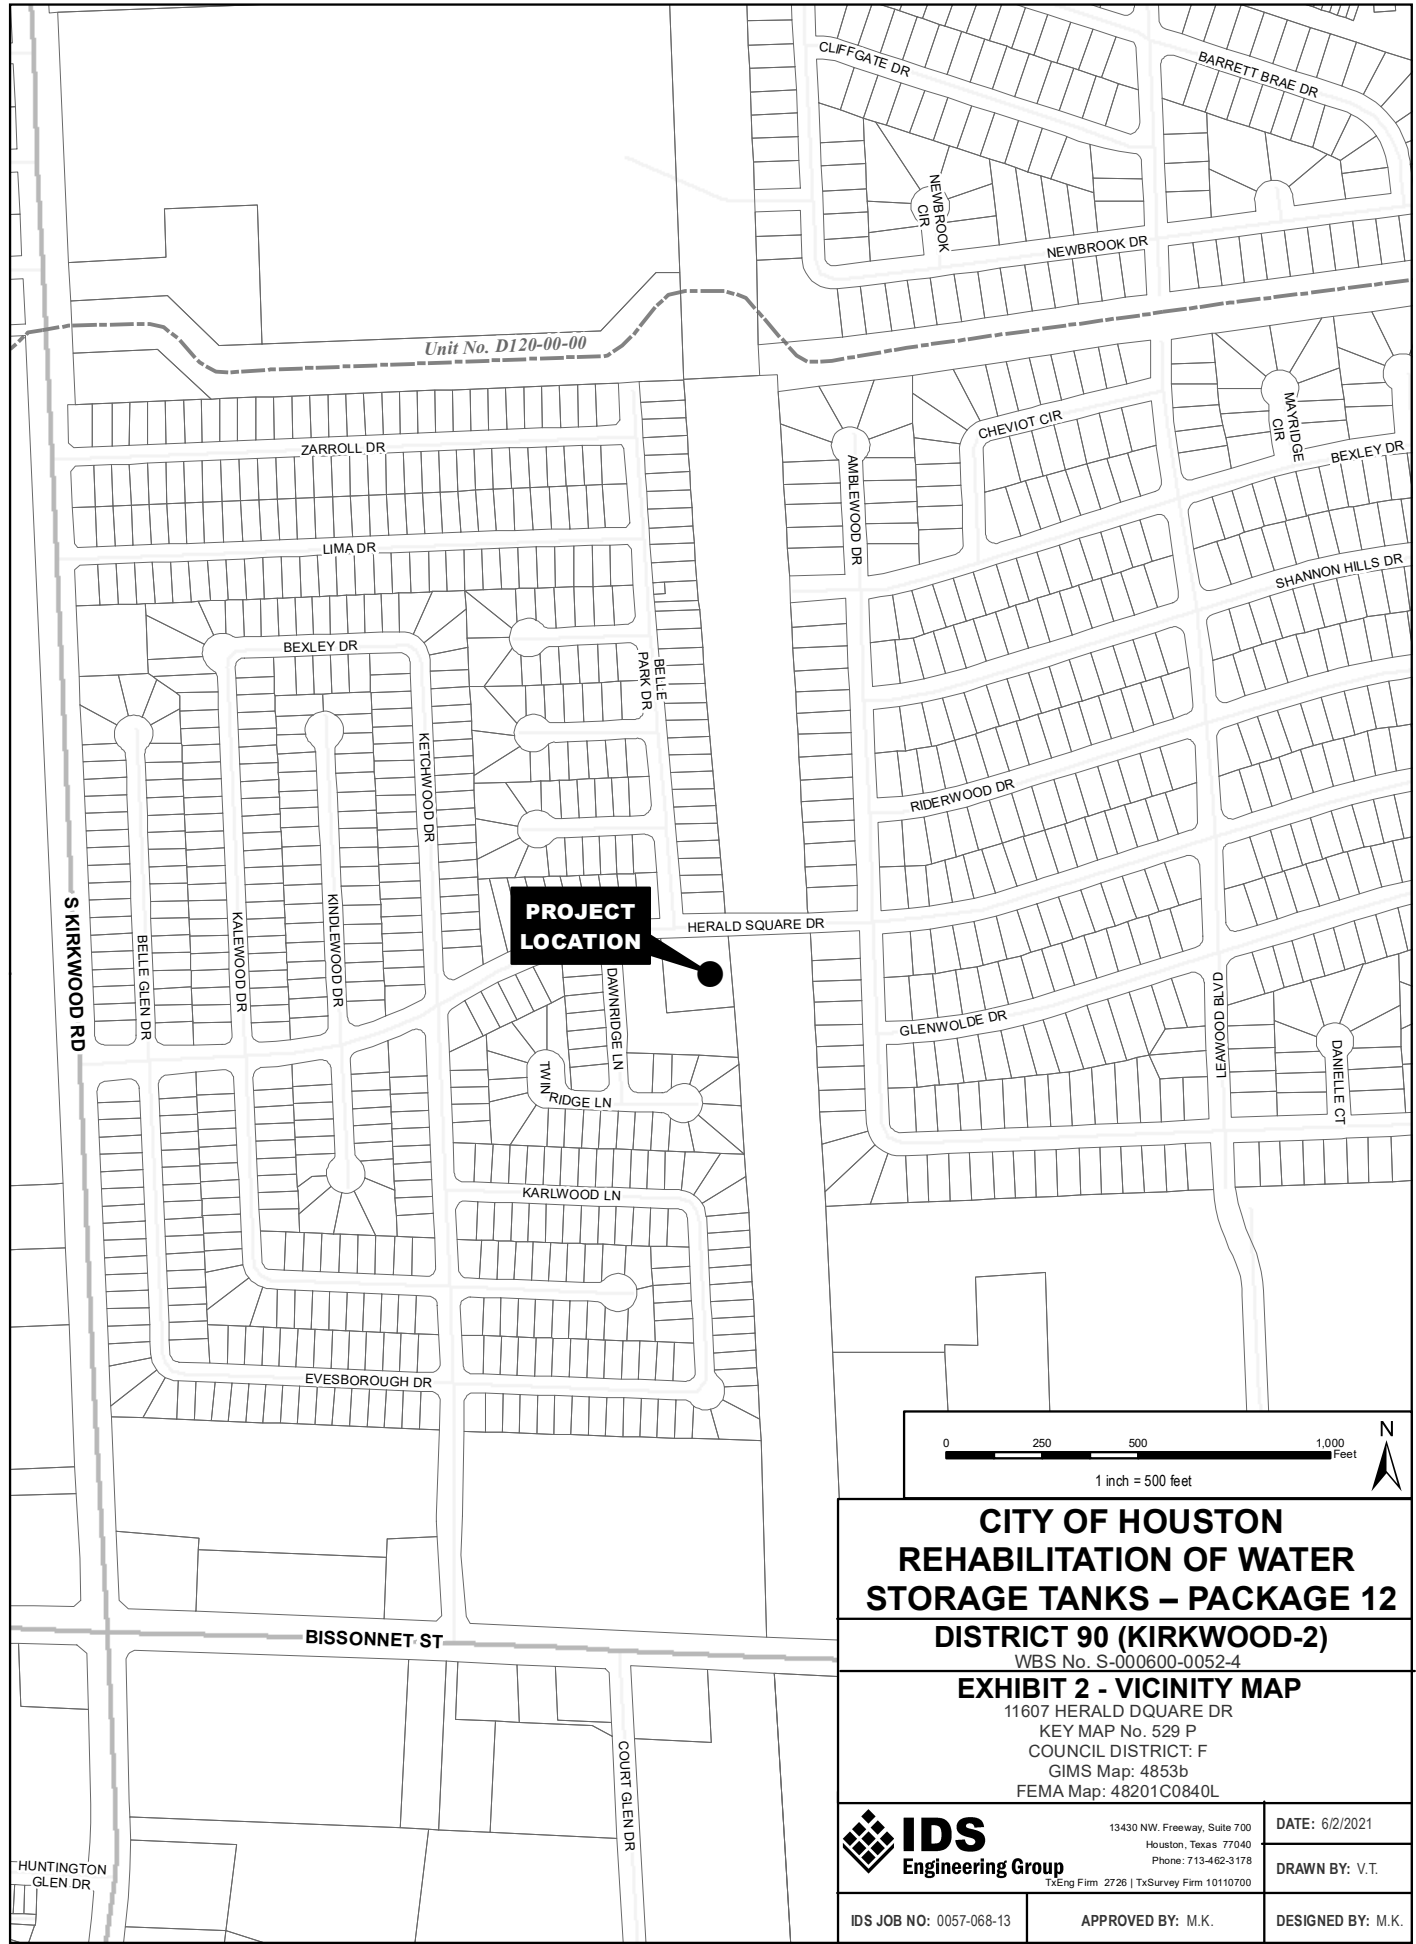 CLIFFGATE DR
BARRETT BRAE DR
NEWBROOK
CIR
NEWBROOK DR
Unit No. D120-00-00
ZARROLL DR
CHEVIOT CIR
MAYRIDGE
CIR
BEXLEY DR
AMBLEWOOD DR
LIMA DR
SHANNON HILLS DR
BEXLEY DR
BELLE
PARK DR
KETCHWOOD DR
RIDERWOOD DR
S KIRKWOOD RD
BELLE GLEN DR
KALEWOOD DR
KINDLEWOOD DR
PROJECT
LOCATION
HERALD SQUARE DR
DAWNRIDGE LN
GLENWOLDE DR
LEAWOOD BLVD
DANIELLE CT
TWIN
RIDGE LN
KARLWOOD LN
EVESBOROUGH DR
BISSONNET ST
COURT GLEN DR
HUNTINGTON
GLEN DR
0 250 500 1,000
Feet
N
1 inch = 500 feet
CITY OF HOUSTON
REHABILITATION OF WATER
STORAGE TANKS – PACKAGE 12
DISTRICT 90 (KIRKWOOD-2)
WBS No. S-000600-0052-4
EXHIBIT 2 - VICINITY MAP
11607 HERALD DQUARE DR
KEY MAP No. 529 P
COUNCIL DISTRICT: F
GIMS Map: 4853b
FEMA Map: 48201C0840L
IDS
Engineering Group
13430 NW. Freeway, Suite 700
Houston, Texas 77040
Phone: 713-462-3178
TxEng Firm 2726 | TxSurvey Firm 10110700
DATE: 6/2/2021
DRAWN BY: V.T.
IDS JOB NO: 0057-068-13
APPROVED BY: M.K.
DESIGNED BY: M.K.